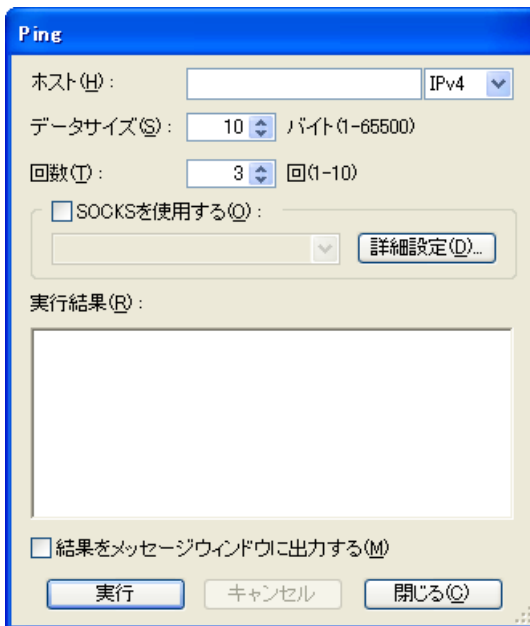 Ping
ホスト(H):
IPv4
データサイズ(S): 10 バイト(1-65500)
回数(T): 3 回(1-10)
SOCKSを使用する(O):
詳細設定(D)...
実行結果(R):
結果をメッセージウィンドウに出力する(M)
実行 キャンセル 閉じる(C)